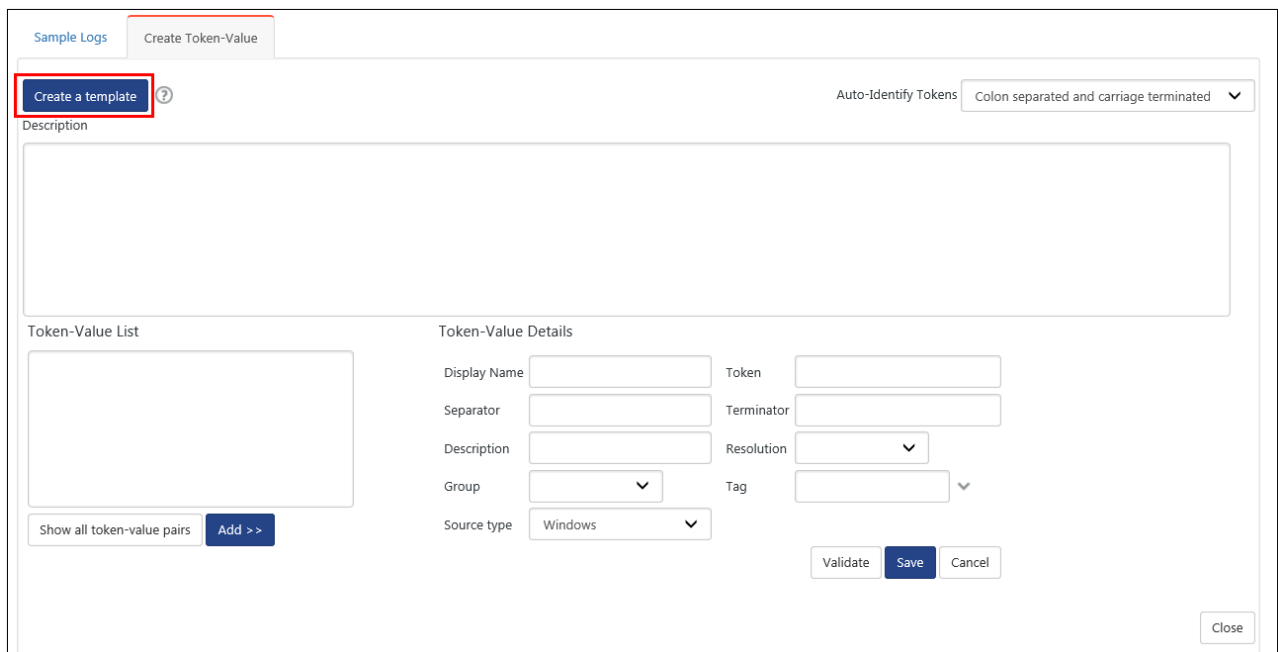 Sample Logs
Create Token-Value
Create a template ?
Auto-Identify Tokens Colon separated and carriage terminated
Description
Token-Value List
Token-Value Details
Display Name
Token
Separator
Terminator
Description
Resolution
Group
Tag
Source type Windows
Show all token-value pairs
Add >>
Validate
Save
Cancel
Close